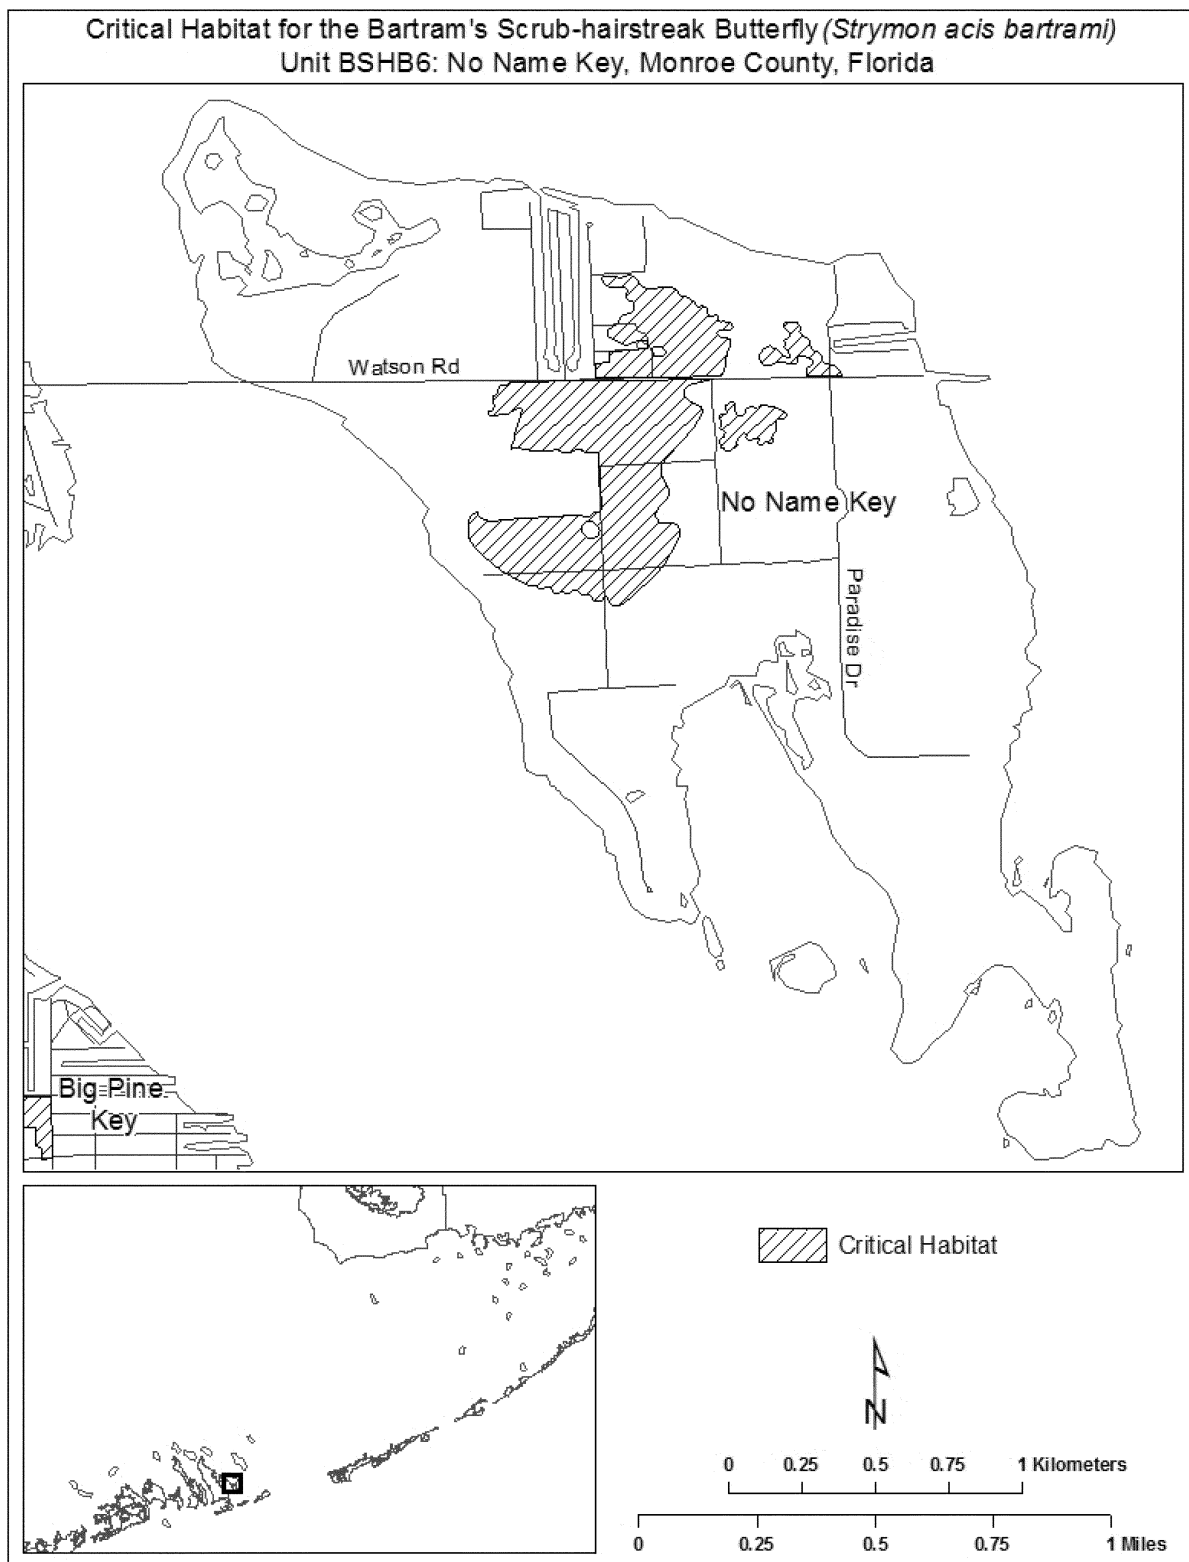 Critical Habitat for the Bartram's Scrub-hairstreak Butterfly (Strymon acis bartrami)
Unit BSHB6: No Name Key, Monroe County, Florida
Watson Rd
No Name Key
Paradise Dr
Big Pine
Key
Critical Habitat
N
0 0.25 0.5 0.75 1 Kilometers
0 0.25 0.5 0.75 1 Miles